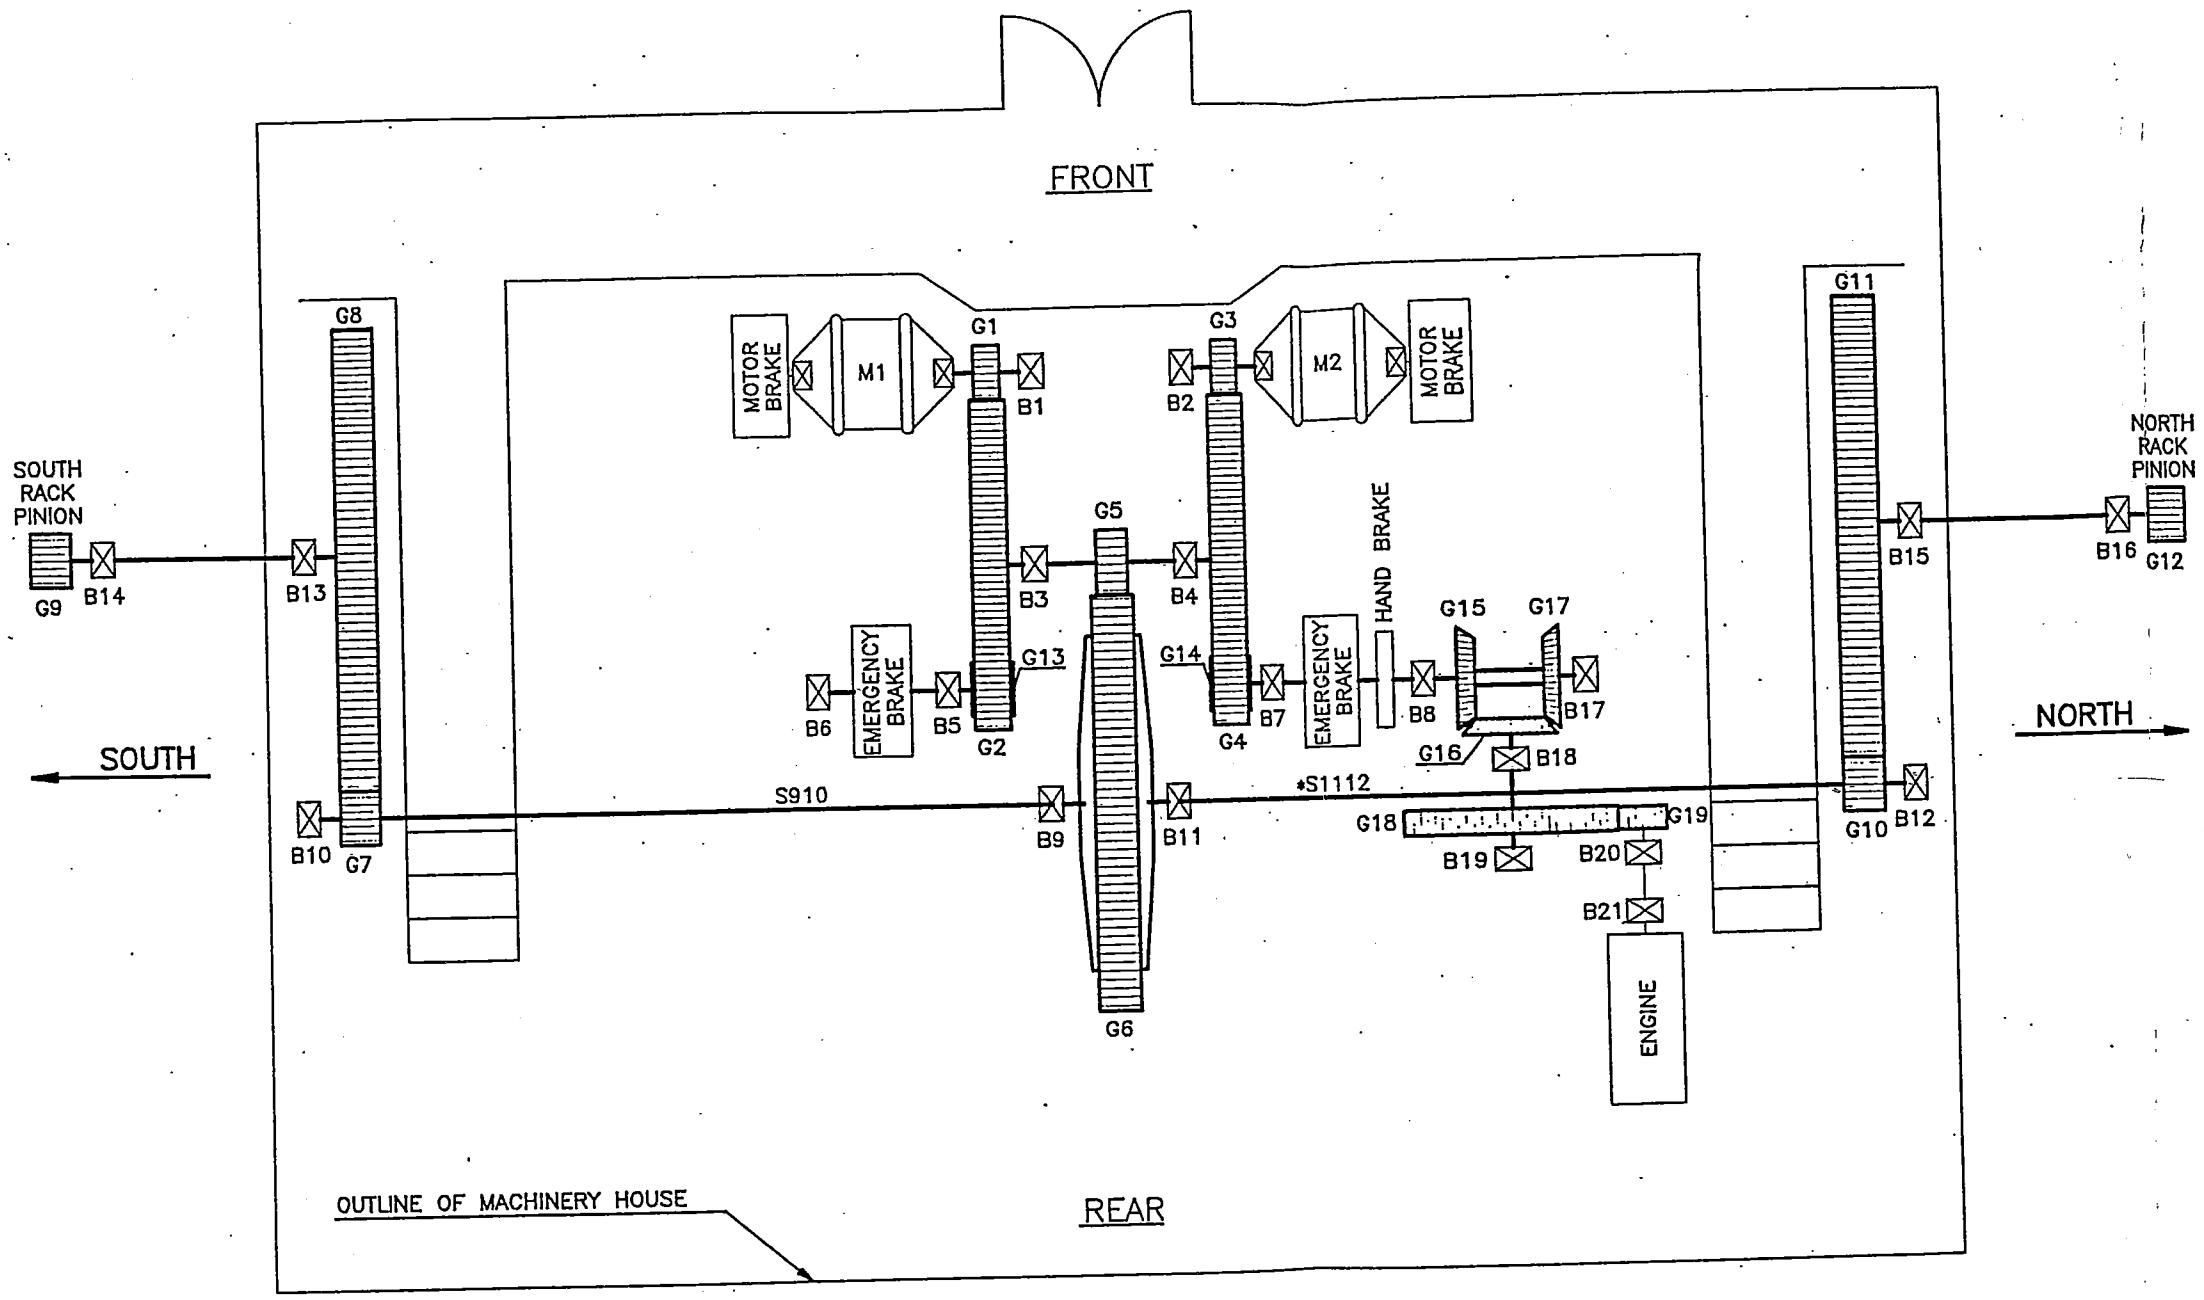 FRONT
G11
G8
G1
G3
MOTOR
BRAKE
M1
M2
MOTOR
BRAKE
B1
B2
NORTH
RACK
PINION
SOUTH
RACK
PINION
HAND BRAKE
G5
B15
B16
G12
G9
B14
B13
B3
B4
G15
G17
EMERGENCY
BRAKE
G13
G14
EMERGENCY
BRAKE
B6
B5
G2
G4
B7
B8
B17
NORTH
SOUTH
G16
B18
S910
*S1112
B10
G7
B9
B11
G18
G19
G10
B12
B19
B20
B21
G6
ENGINE
OUTLINE OF MACHINERY HOUSE
REAR